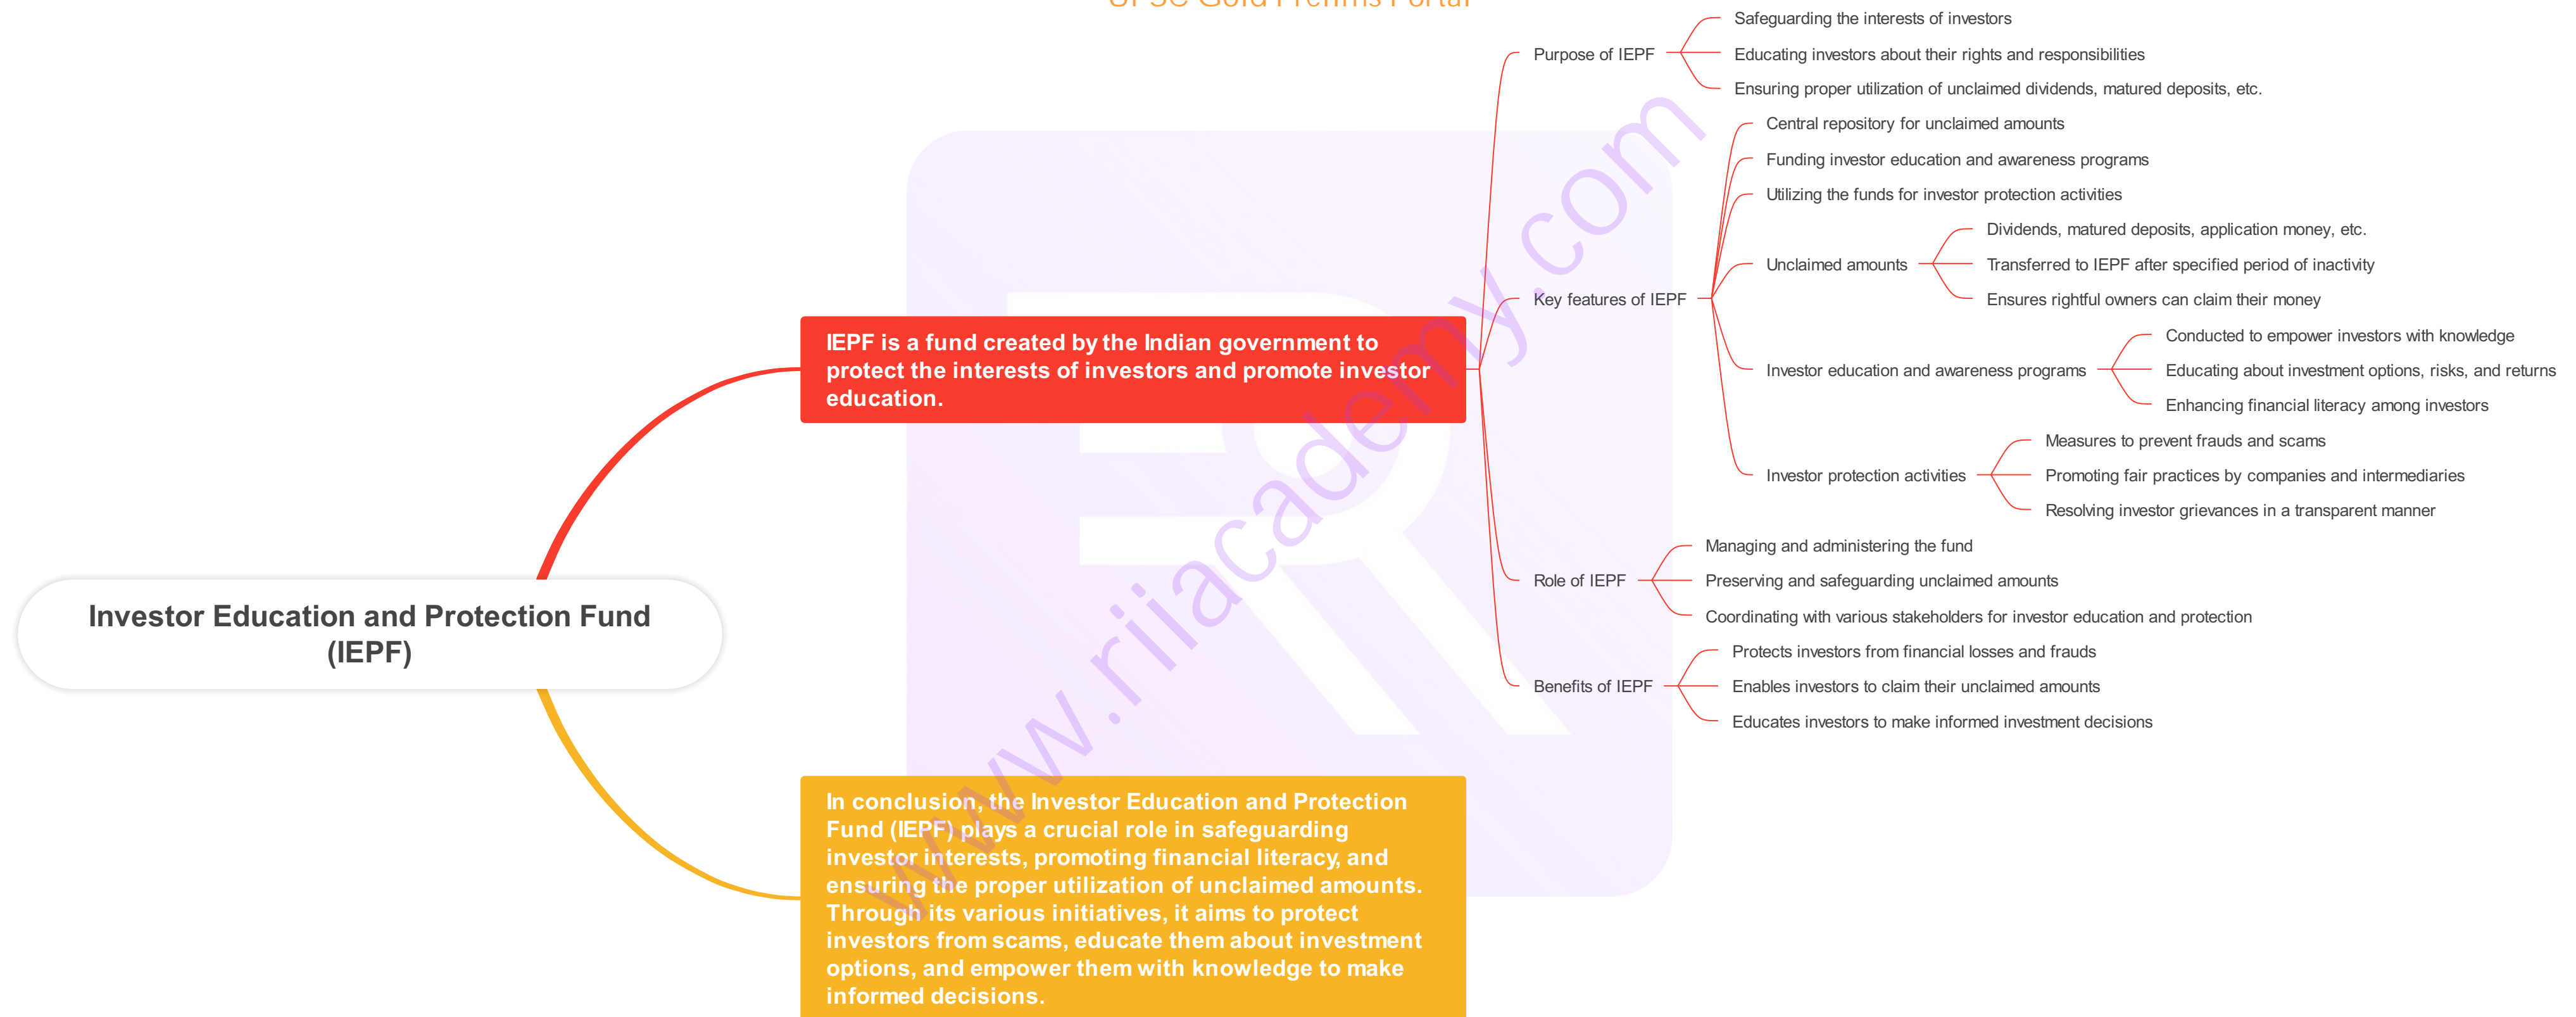 UPSC Gold Prelims Portal
Investor Education and Protection Fund
(IEPF)
IEPF is a fund created by the Indian government to
protect the interests of investors and promote investor
education.
Purpose of IEPF
Safeguarding the interests of investors
Educating investors about their rights and responsibilities
Ensuring proper utilization of unclaimed dividends, matured deposits, etc.
Key features of IEPF
Central repository for unclaimed amounts
Funding investor education and awareness programs
Utilizing the funds for investor protection activities
Unclaimed amounts
Dividends, matured deposits, application money, etc.
Transferred to IEPF after specified period of inactivity
Ensures rightful owners can claim their money
Investor education and awareness programs
Conducted to empower investors with knowledge
Educating about investment options, risks, and returns
Enhancing financial literacy among investors
Investor protection activities
Measures to prevent frauds and scams
Promoting fair practices by companies and intermediaries
Resolving investor grievances in a transparent manner
Role of IEPF
Managing and administering the fund
Preserving and safeguarding unclaimed amounts
Coordinating with various stakeholders for investor education and protection
Benefits of IEPF
Protects investors from financial losses and frauds
Enables investors to claim their unclaimed amounts
Educates investors to make informed investment decisions
In conclusion, the Investor Education and Protection
Fund (IEPF) plays a crucial role in safeguarding
investor interests, promoting financial literacy, and
ensuring the proper utilization of unclaimed amounts.
Through its various initiatives, it aims to protect
investors from scams, educate them about investment
options, and empower them with knowledge to make
informed decisions.
www.riiacademy.com